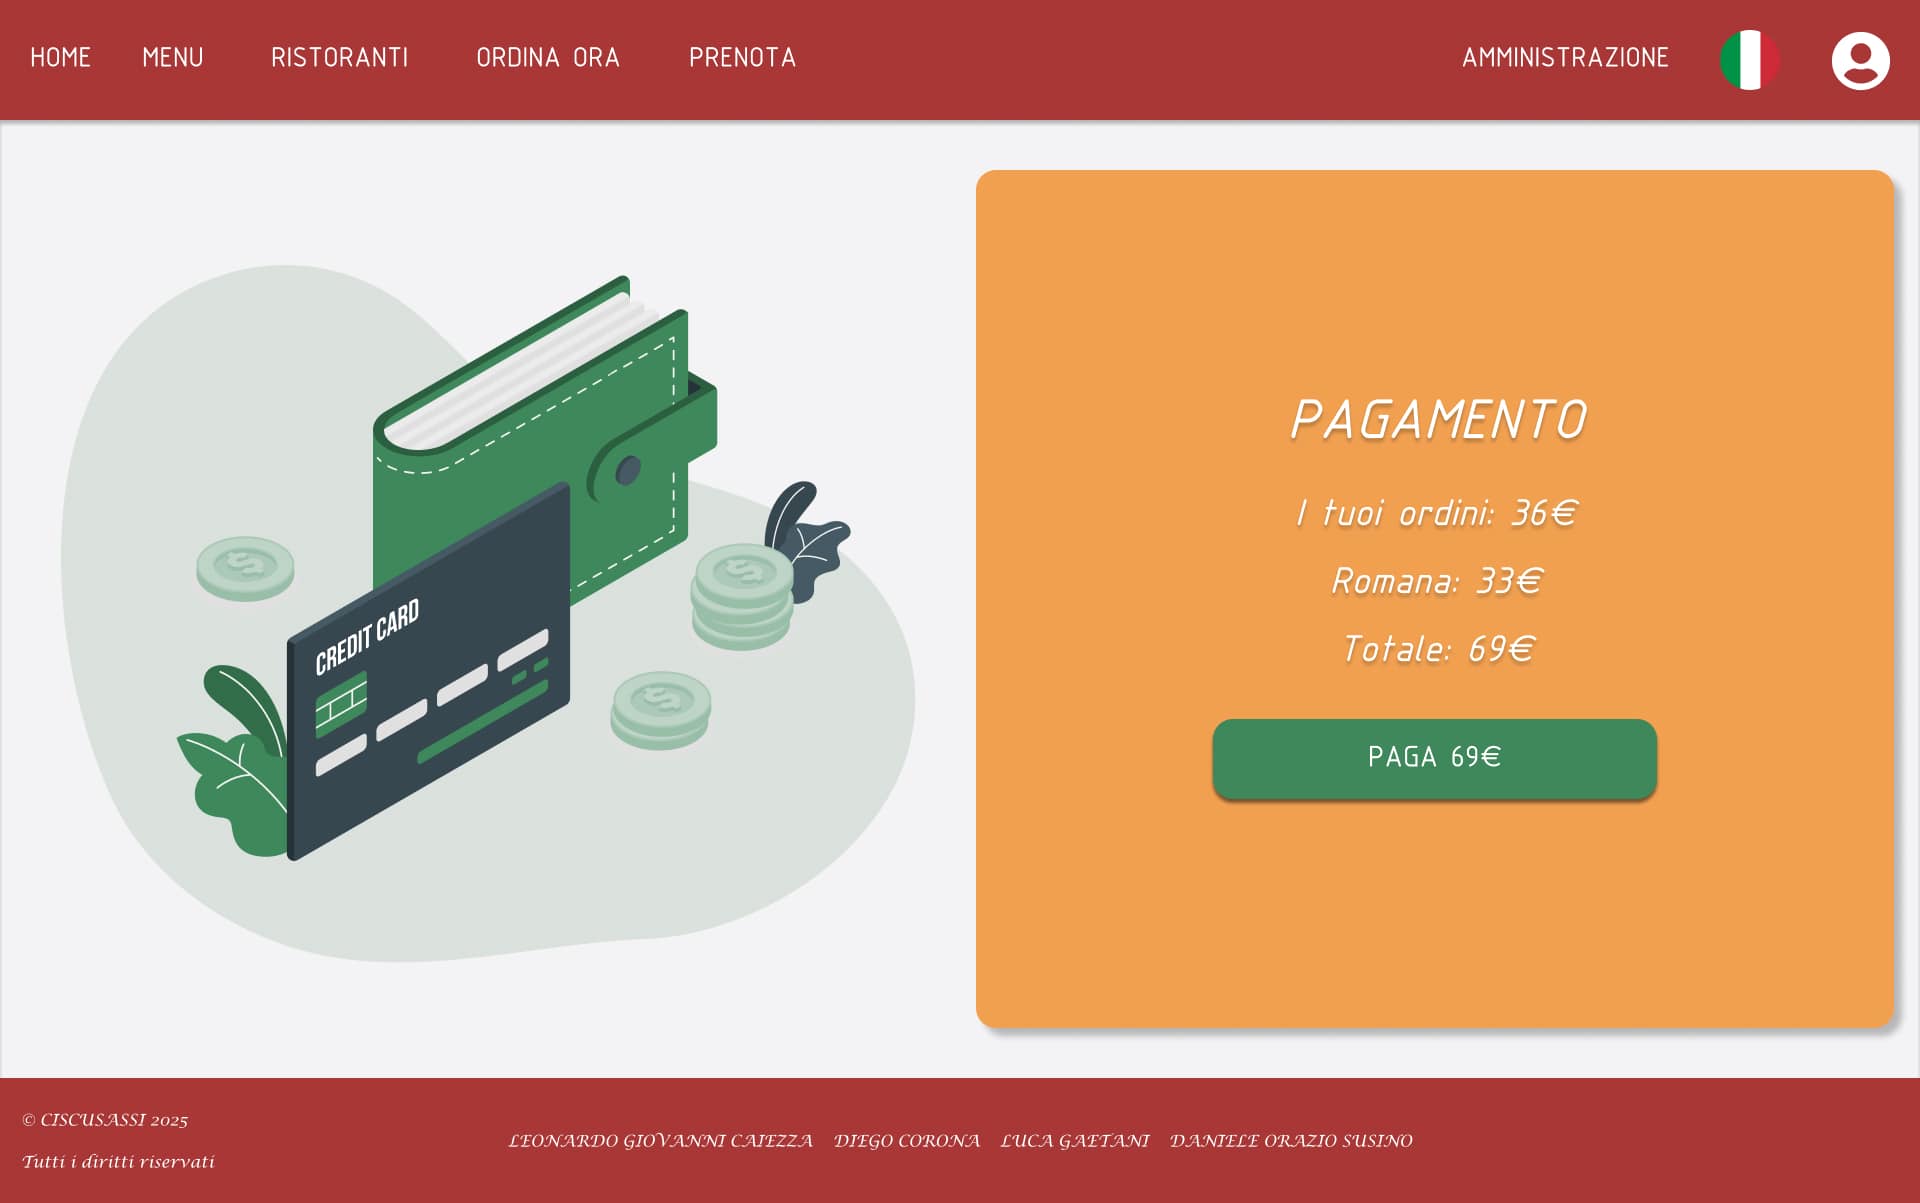 HOME MENU RISTORANTI ORDINA ORA PRENOTA AMMINISTRAZIONE
CREDIT CARD
PAGAMENTO
I tuoi ordini: 36€
Romana: 33€
Totale: 69€
PAGA 69€
© CISCUSASSI 2025
Tutti i diritti riservati
LEONARDO GIOVANNI CAIEZZA DIEGO CORONA LUCA GAETANI DANIELE ORAZIO SUSINO